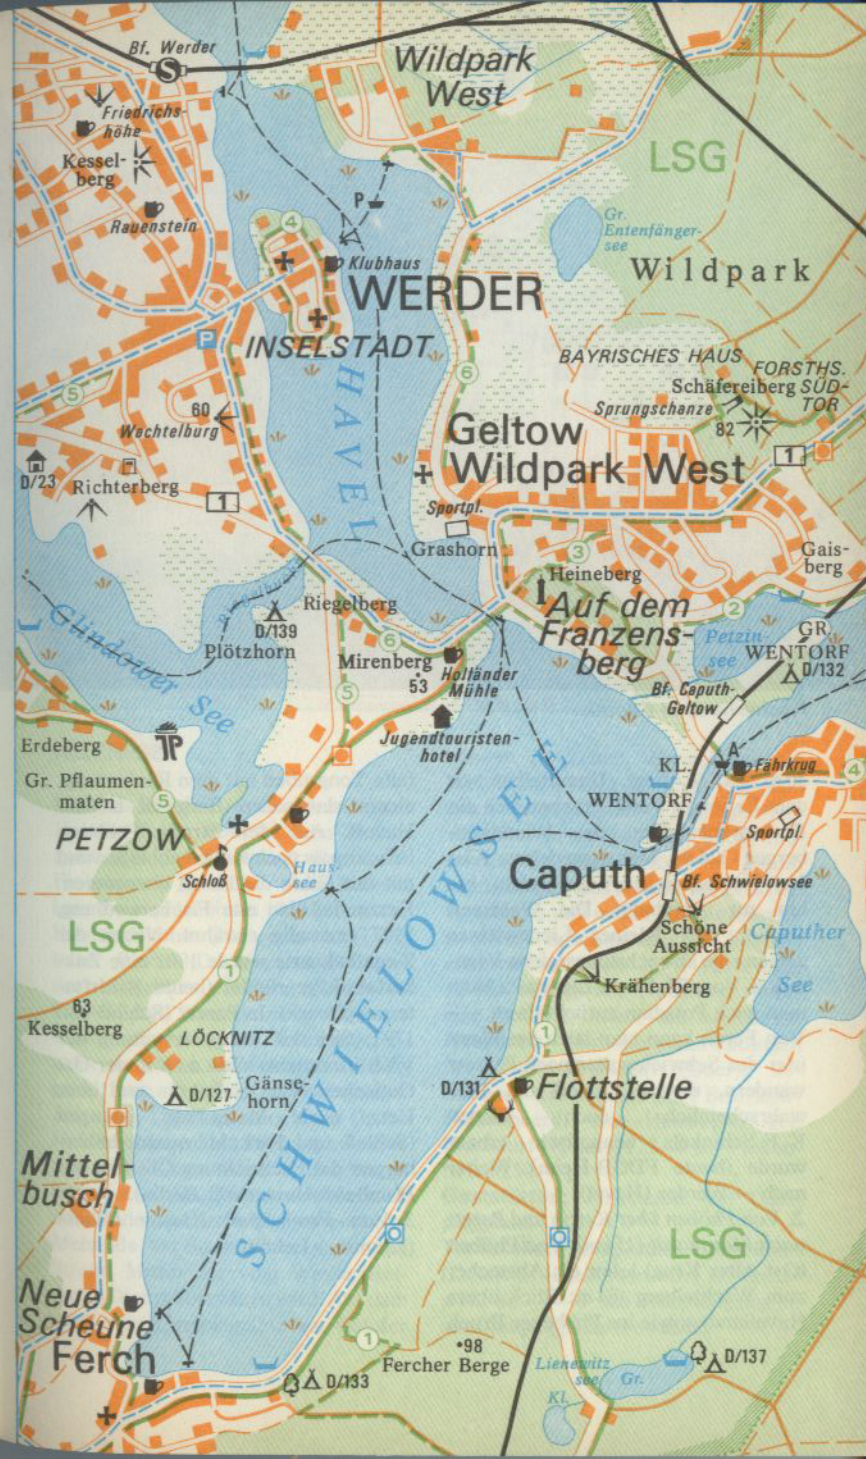 Bf. Werder
S
Friedrichs-
höhe
Kessel-
berg
Rauenstein
Wildpark
West
LSG
P
Gr.
Entenfänger-
see
Wildpark
4
Klubhaus
WERDER
INSELSTADT
P
HAVEL
6
BAYRISCHES HAUS
FORSTHS.
SÜD-
TOR
Schäfereiberg
Sprungschanze
82
5
60
Wachtelburg
D/23
Richterberg
1
Geltow
Wildpark West
1
Sportpl.
Grashorn
3
Gais-
berg
Heineberg
Auf dem
Franzens-
berg
2
Petzin-
see
GR.
WENTORF
D/132
Bf. Caputh-
Geltow
Riegelberg
D/139
Plötzhorn
Glindower See
6
Mirenberg
53
Holländer
Mühle
5
Jugendtouristen-
hotel
Erdeberg
Gr. Pflaumen-
maten
5
PETZOW
Schloß
Haus-
see
KL.
WENTORF
A
Fährkrug
4
Sportpl.
Caputh
Bf. Schwielowsee
Schöne
Aussicht
Caputher
See
Krähenberg
LSG
1
63
Kesselberg
LÖCKNITZ
D/127
Gänse-
horn
SCHWIELOWSEE
1
D/131
Flottstelle
Mittel-
busch
LSG
Neue
Scheune
Ferch
1
98
Fercher Berge
D/133
Lienewitz
see
Gr.
Kl.
D/137